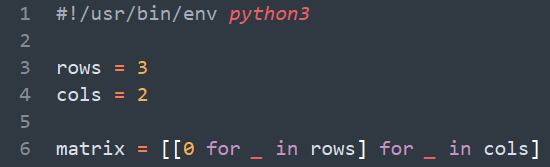 1 #!/usr/bin/env python3
2
3 rows = 3
4 cols = 2
5
6 matrix = [[0 for _ in rows] for _ in cols]